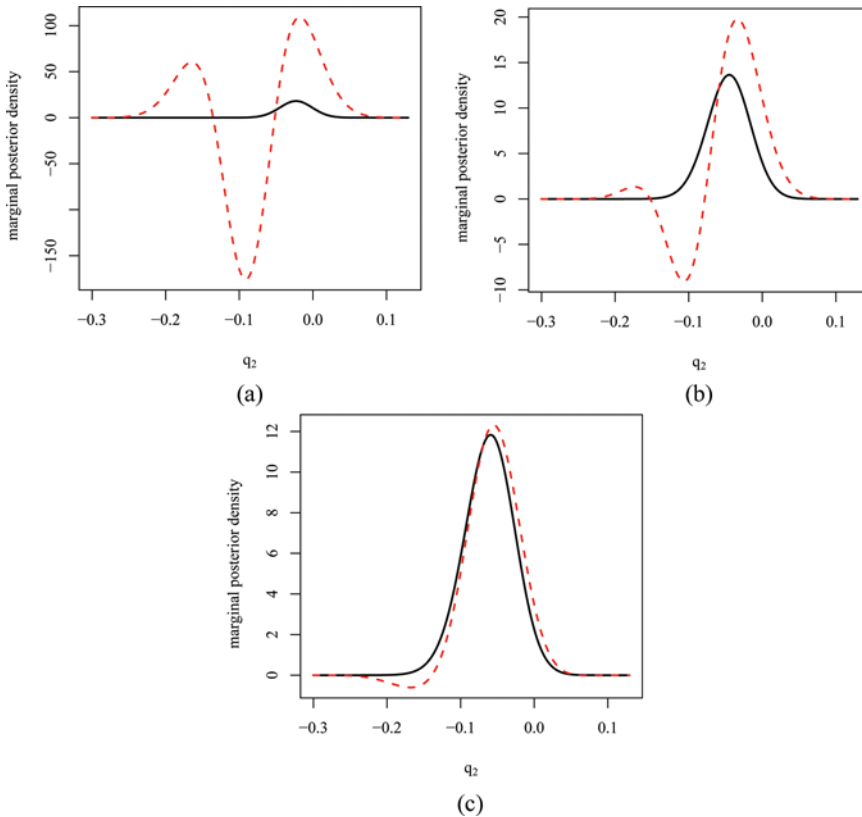 marginal posterior density
100
50
0
−50
−150
−0.3 −0.2 −0.1 0.0 0.1
q₂
(a)
marginal posterior density
20
15
10
5
0
−5
−10
−0.3 −0.2 −0.1 0.0 0.1
q₂
(b)
marginal posterior density
12
10
8
6
4
2
0
−0.3 −0.2 −0.1 0.0 0.1
q₂
(c)